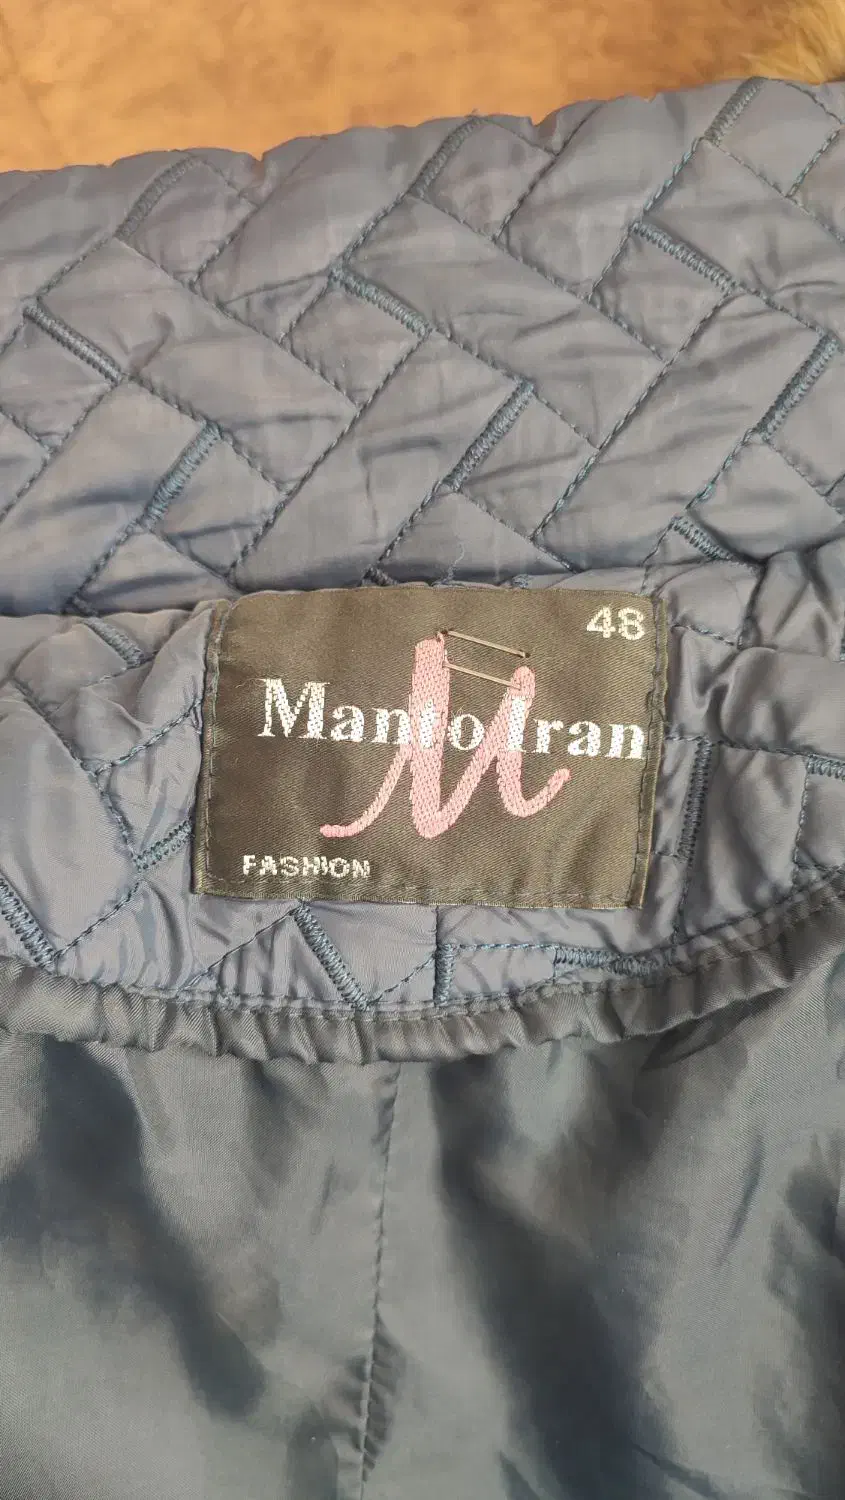 48
M
Manto Iran
FASHION